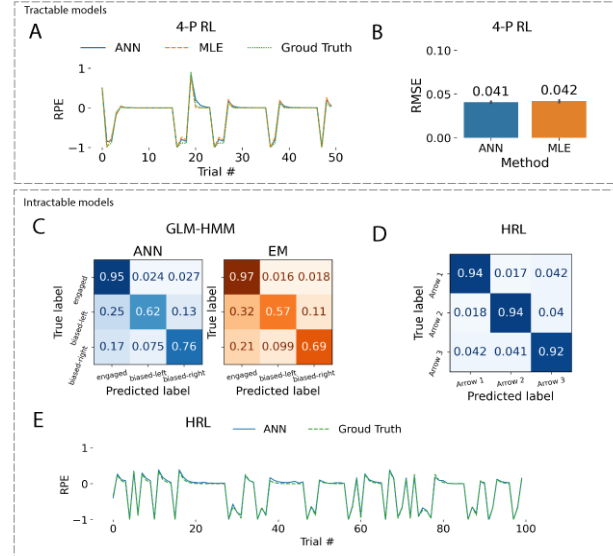 Tractable models
A
4-P RL
ANN
MLE
Groud Truth
RPE
1
0
−1
0
10
20
30
40
50
Trial #
B
4-P RL
RMSE
0.10
0.05
0.00
0.041
0.042
ANN
MLE
Method
Intractable models
C
GLM-HMM
ANN
EM
True label
engaged
biased-left
biased-right
0.95 0.024 0.027
0.25 0.62 0.13
0.17 0.075 0.76
engaged biased-left biased-right
Predicted label
True label
0.97 0.016 0.018
0.32 0.57 0.11
0.21 0.099 0.69
engaged biased-left biased-right
Predicted label
D
HRL
True label
Arrow 1
Arrow 2
Arrow 3
0.94 0.017 0.042
0.018 0.94 0.04
0.042 0.041 0.92
Arrow 1 Arrow 2 Arrow 3
Predicted label
E
HRL
ANN
Groud Truth
RPE
1
0
−1
0
20
40
60
80
100
Trial #